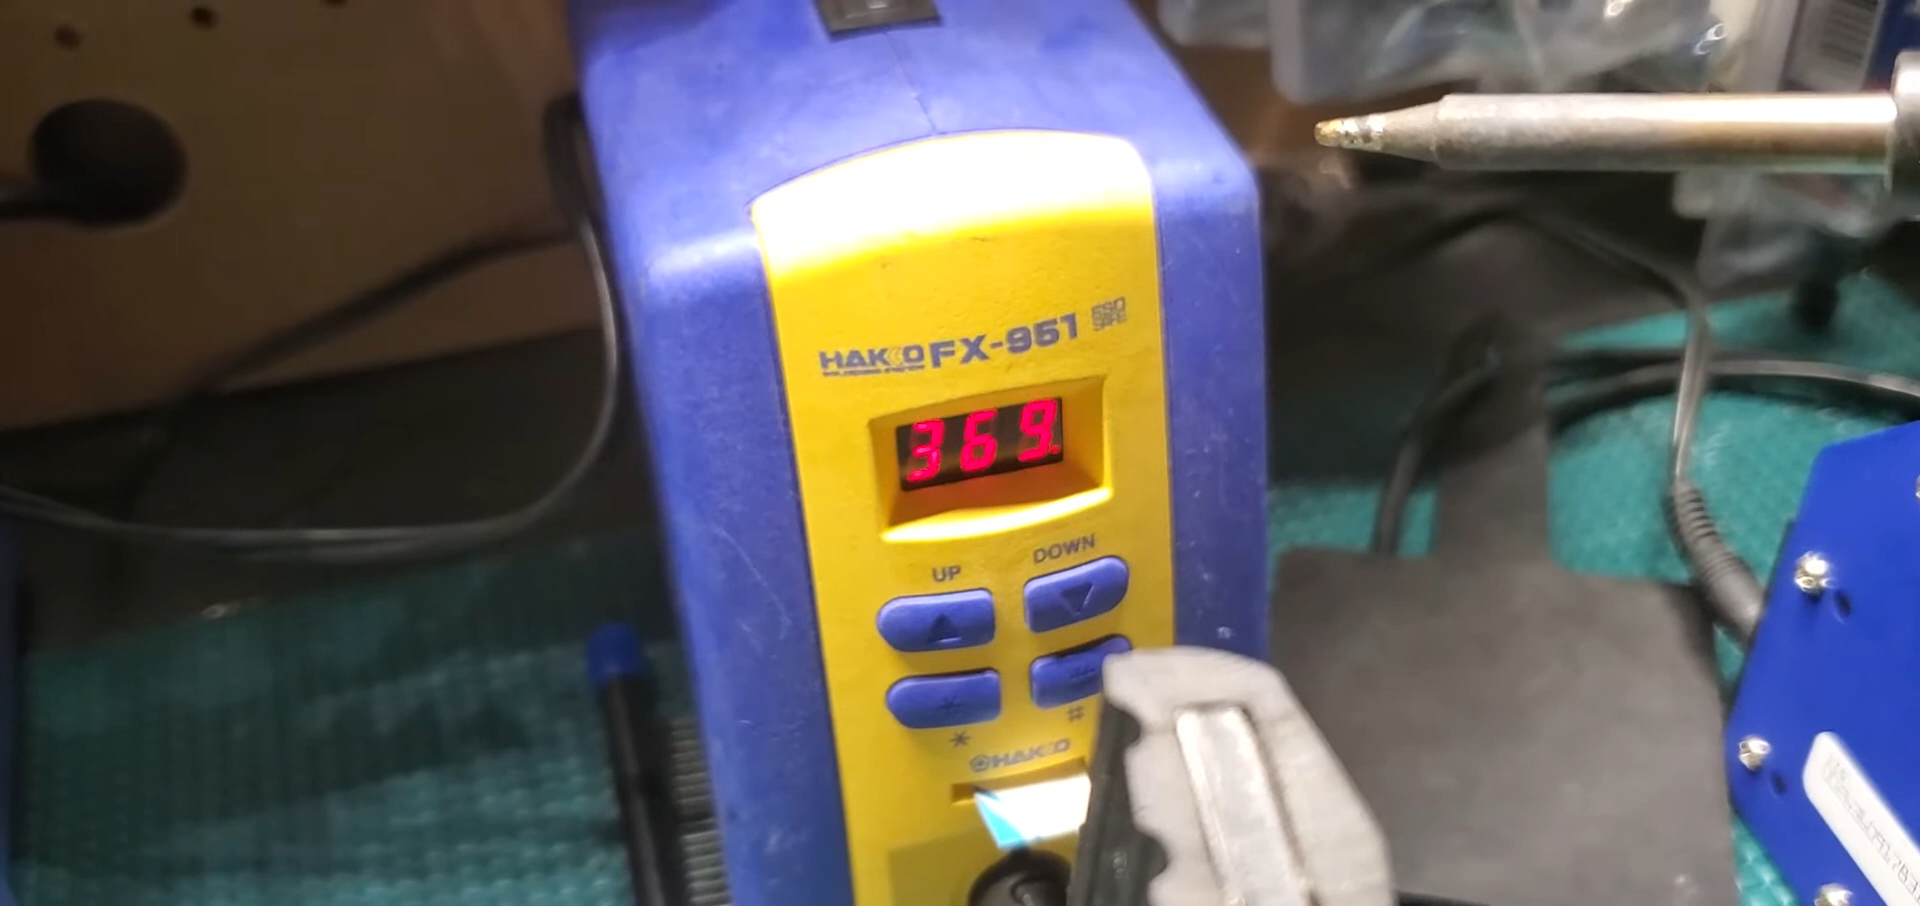 HAKKO FX-951 ESD SAFE
369.
UP DOWN
* #
HAKKO